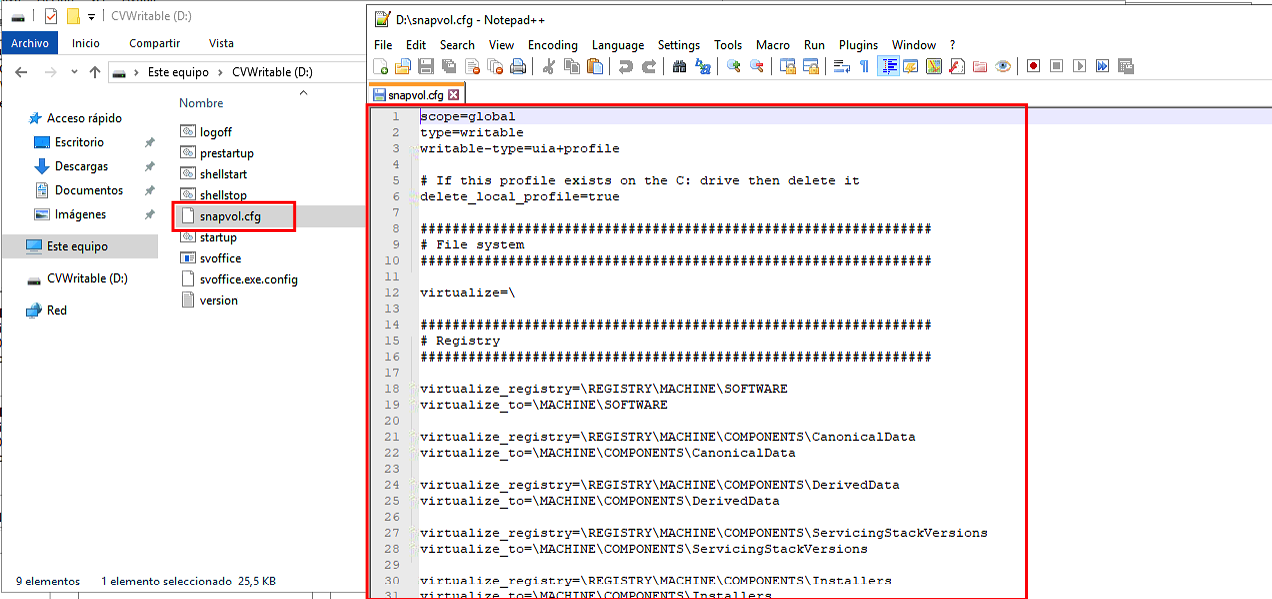 CVWritable (D:)
Archivo Inicio Compartir Vista
Este equipo > CVWritable (D:)
Nombre
Acceso rápido
Escritorio
Descargas
Documentos
Imágenes
Este equipo
CVWritable (D:)
Red
logoff
prestartup
shellstart
shellstop
snapvol.cfg
startup
svoffice
svoffice.exe.config
version
9 elementos 1 elemento seleccionado 25,5 KB
D:\snapvol.cfg - Notepad++
File Edit Search View Encoding Language Settings Tools Macro Run Plugins Window ?
snapvol.cfg
1 scope=global
2 type=writable
3 writable-type=uia+profile
4
5 # If this profile exists on the C: drive then delete it
6 delete_local_profile=true
7
8 ################################################################
9 # File system
10 ################################################################
11
12 virtualize=\
13
14 ################################################################
15 # Registry
16 ################################################################
17
18 virtualize_registry=\REGISTRY\MACHINE\SOFTWARE
19 virtualize_to=\MACHINE\SOFTWARE
20
21 virtualize_registry=\REGISTRY\MACHINE\COMPONENTS\CanonicalData
22 virtualize_to=\MACHINE\COMPONENTS\CanonicalData
23
24 virtualize_registry=\REGISTRY\MACHINE\COMPONENTS\DerivedData
25 virtualize_to=\MACHINE\COMPONENTS\DerivedData
26
27 virtualize_registry=\REGISTRY\MACHINE\COMPONENTS\ServicingStackVersions
28 virtualize_to=\MACHINE\COMPONENTS\ServicingStackVersions
29
30 virtualize_registry=\REGISTRY\MACHINE\COMPONENTS\Installers
31 virtualize_to=\MACHINE\COMPONENTS\Installers